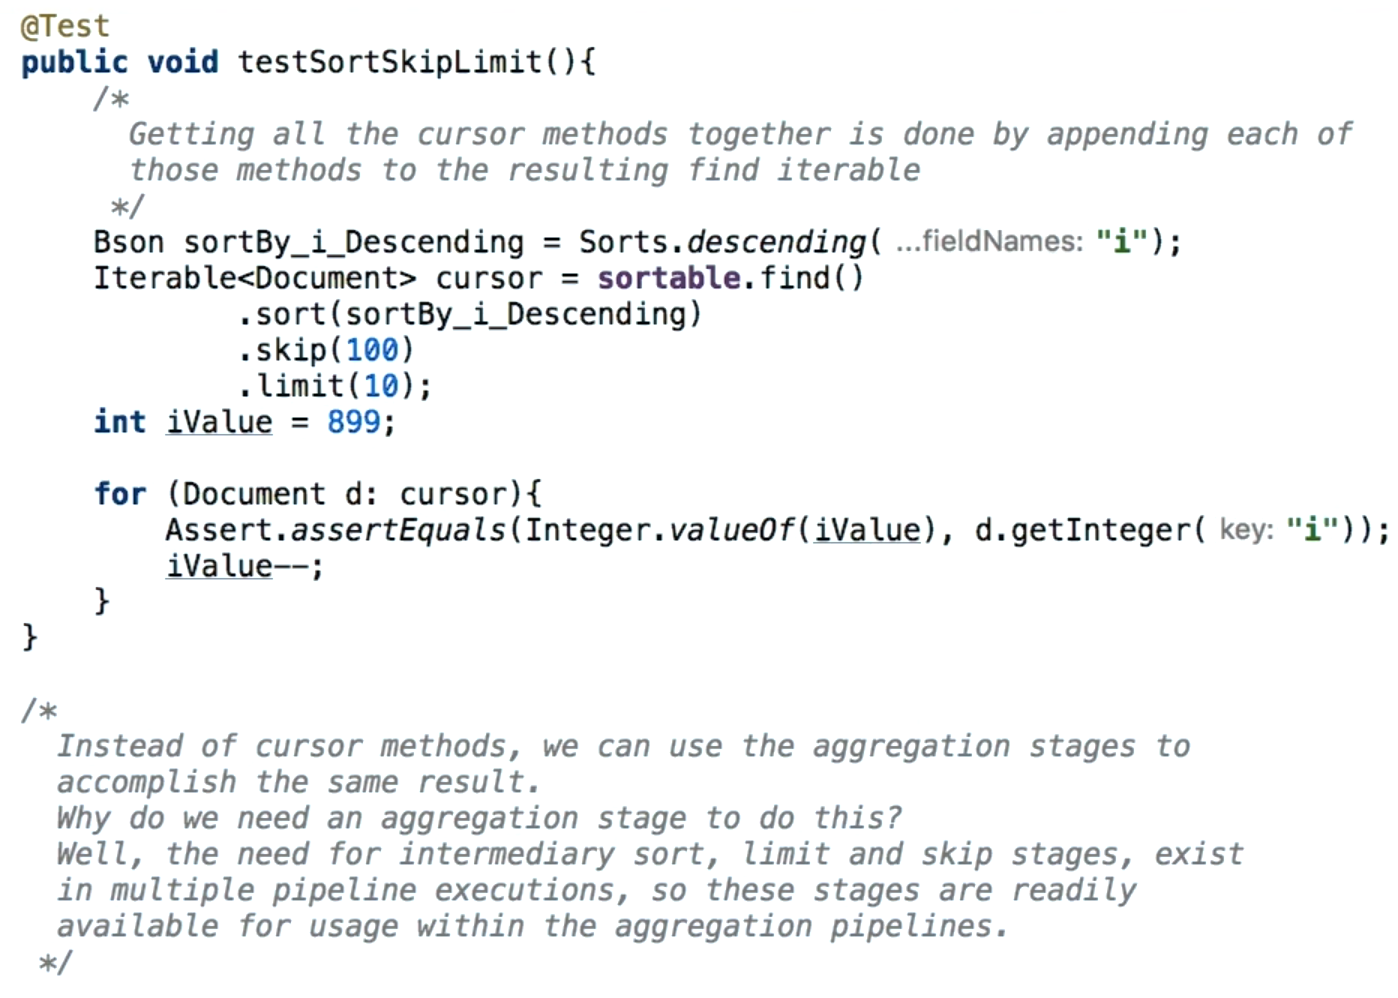 @Test
public void testSortSkipLimit(){
/*
Getting all the cursor methods together is done by appending each of
those methods to the resulting find iterable
*/
Bson sortBy_i_Descending = Sorts.descending( ...fieldNames: "i");
Iterable<Document> cursor = sortable.find()
.sort(sortBy_i_Descending)
.skip(100)
.limit(10);
int iValue = 899;
for (Document d: cursor){
Assert.assertEquals(Integer.valueOf(iValue), d.getInteger( key: "i"));
iValue--;
}
}
/*
Instead of cursor methods, we can use the aggregation stages to
accomplish the same result.
Why do we need an aggregation stage to do this?
Well, the need for intermediary sort, limit and skip stages, exist
in multiple pipeline executions, so these stages are readily
available for usage within the aggregation pipelines.
*/